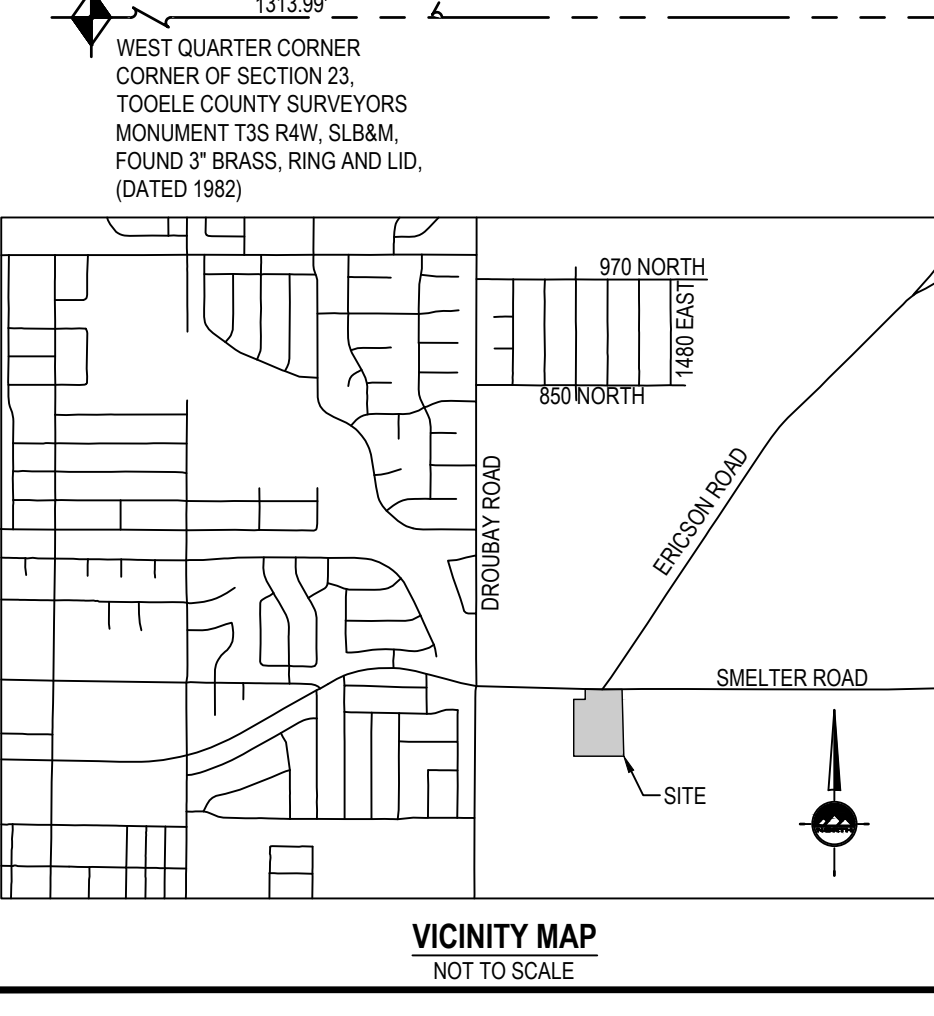 1313.99'
WEST QUARTER CORNER
CORNER OF SECTION 23,
TOOELE COUNTY SURVEYORS
MONUMENT T3S R4W, SLB&M,
FOUND 3" BRASS, RING AND LID,
(DATED 1982)
970 NORTH
1480 EAST
850 NORTH
DROUBAY ROAD
ERICSON ROAD
SMELTER ROAD
SITE
NORTH
VICINITY MAP
NOT TO SCALE